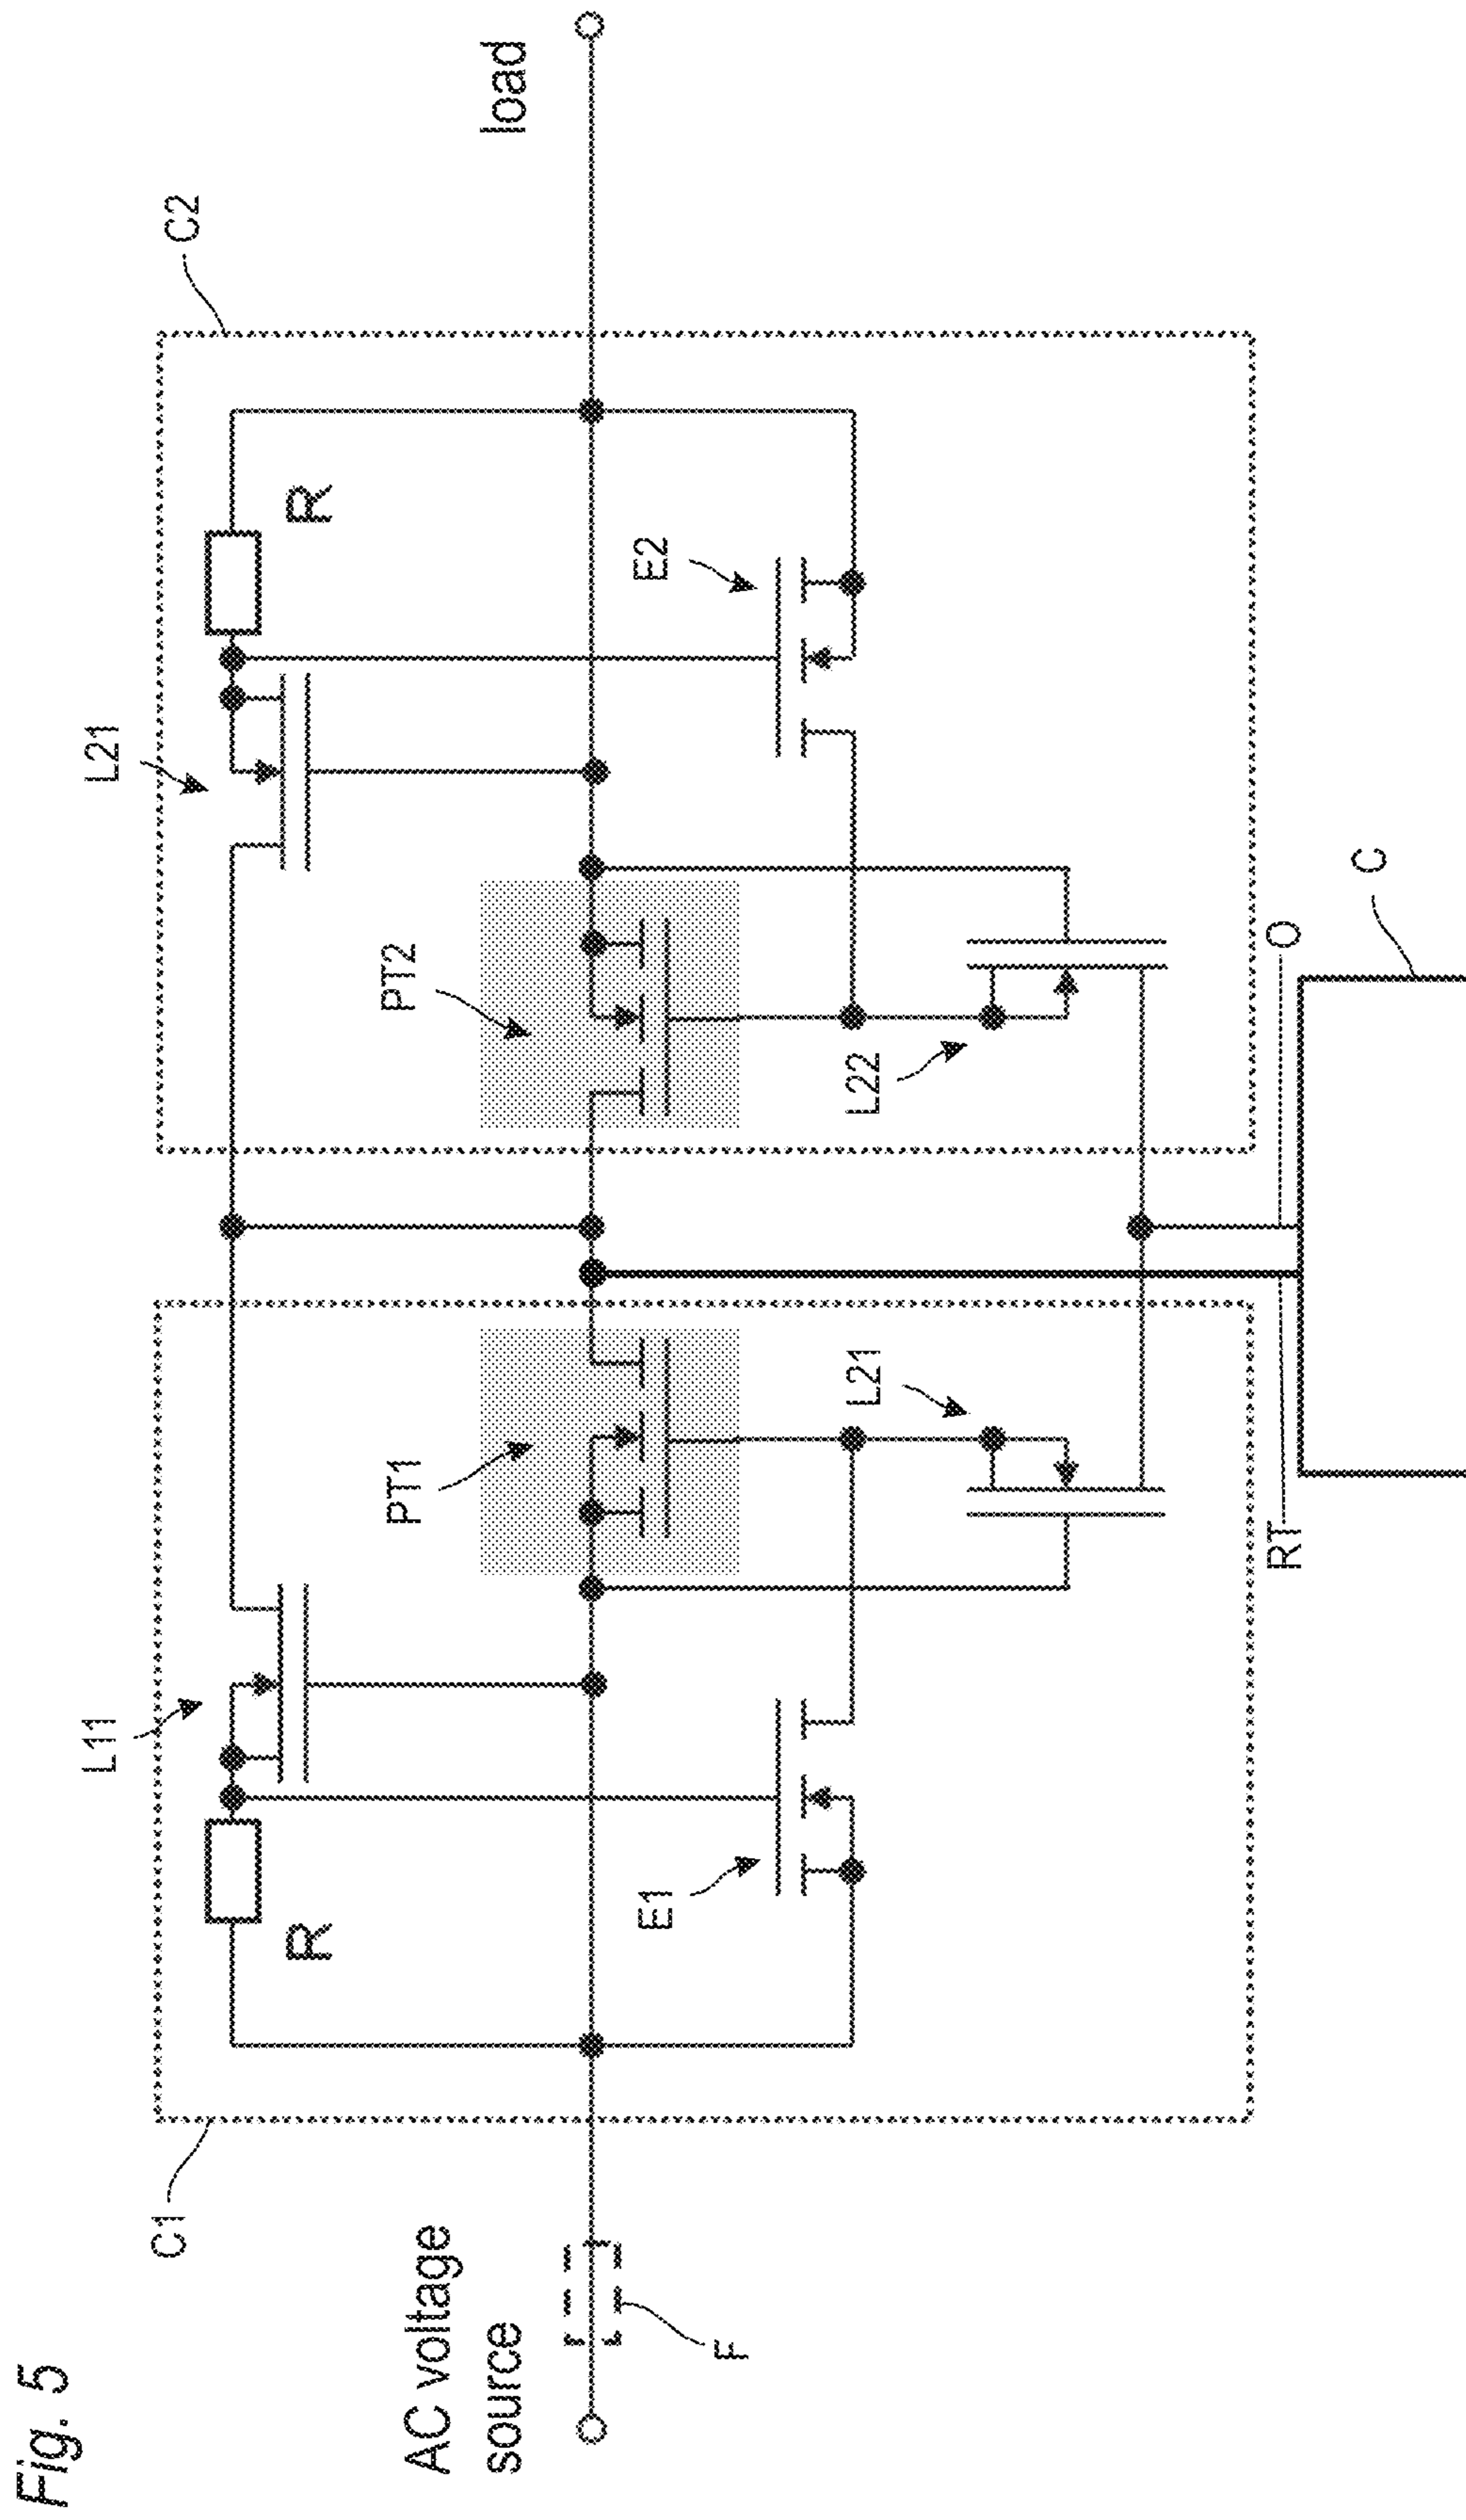 Fig. 5
AC voltage
source
F
C1
R
L11
E1
PT1
L21
RT
O
C
PT2
L22
L21
E2
R
C2
load